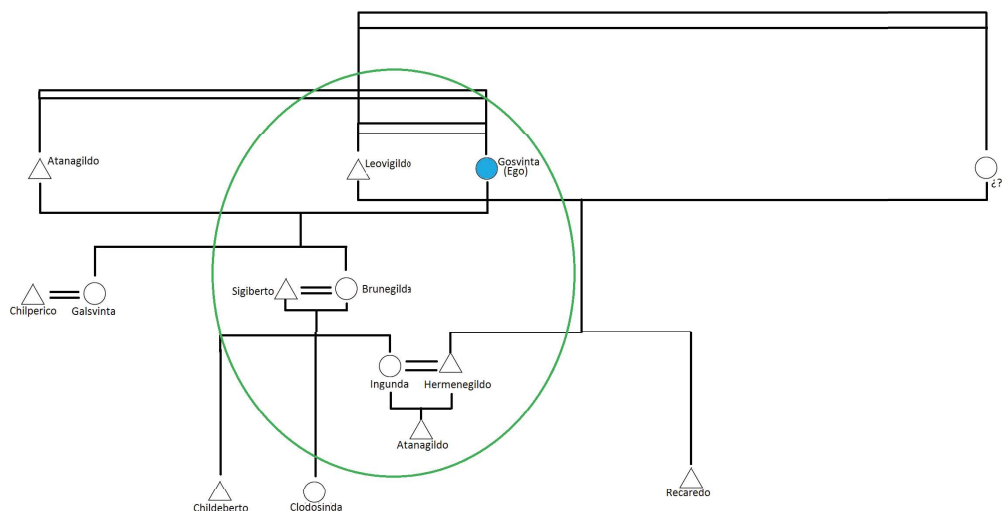 Atanagildo
Leovigildo
Gosvinta
(Ego)
¿?
Sigiberto
Brunegilda
Chilperico
Galsvinta
Ingunda
Hermenegildo
Atanagildo
Childeberto
Clodosinda
Recaredo